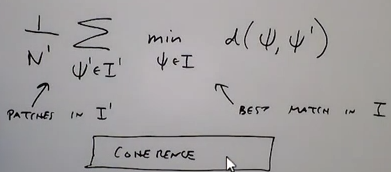 1/N' Σ min d(ψ, ψ')
ψ'∈I' ψ∈I
PATCHES IN I' BEST MATCH IN I
COHERENCE